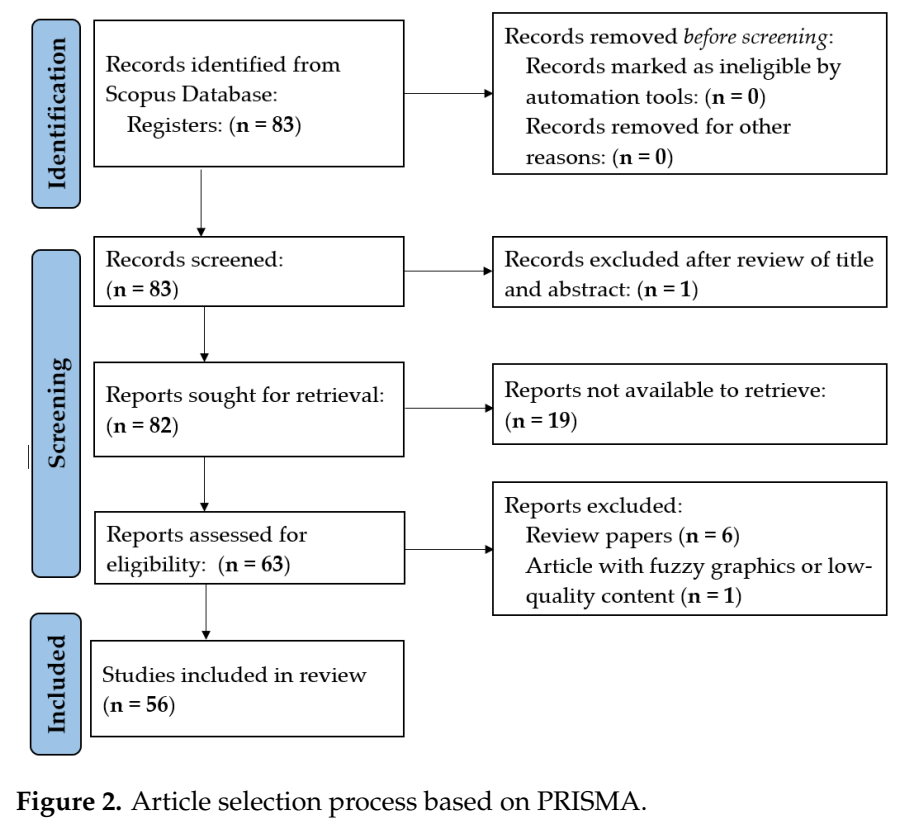 Identification
Records identified from
Scopus Database:
Registers: (n = 83)
Records removed before screening:
Records marked as ineligible by
automation tools: (n = 0)
Records removed for other
reasons: (n = 0)
Screening
Records screened:
(n = 83)
Records excluded after review of title
and abstract: (n = 1)
Reports sought for retrieval:
(n = 82)
Reports not available to retrieve:
(n = 19)
Reports assessed for
eligibility: (n = 63)
Reports excluded:
Review papers (n = 6)
Article with fuzzy graphics or low-
quality content (n = 1)
Included
Studies included in review
(n = 56)
Figure 2. Article selection process based on PRISMA.